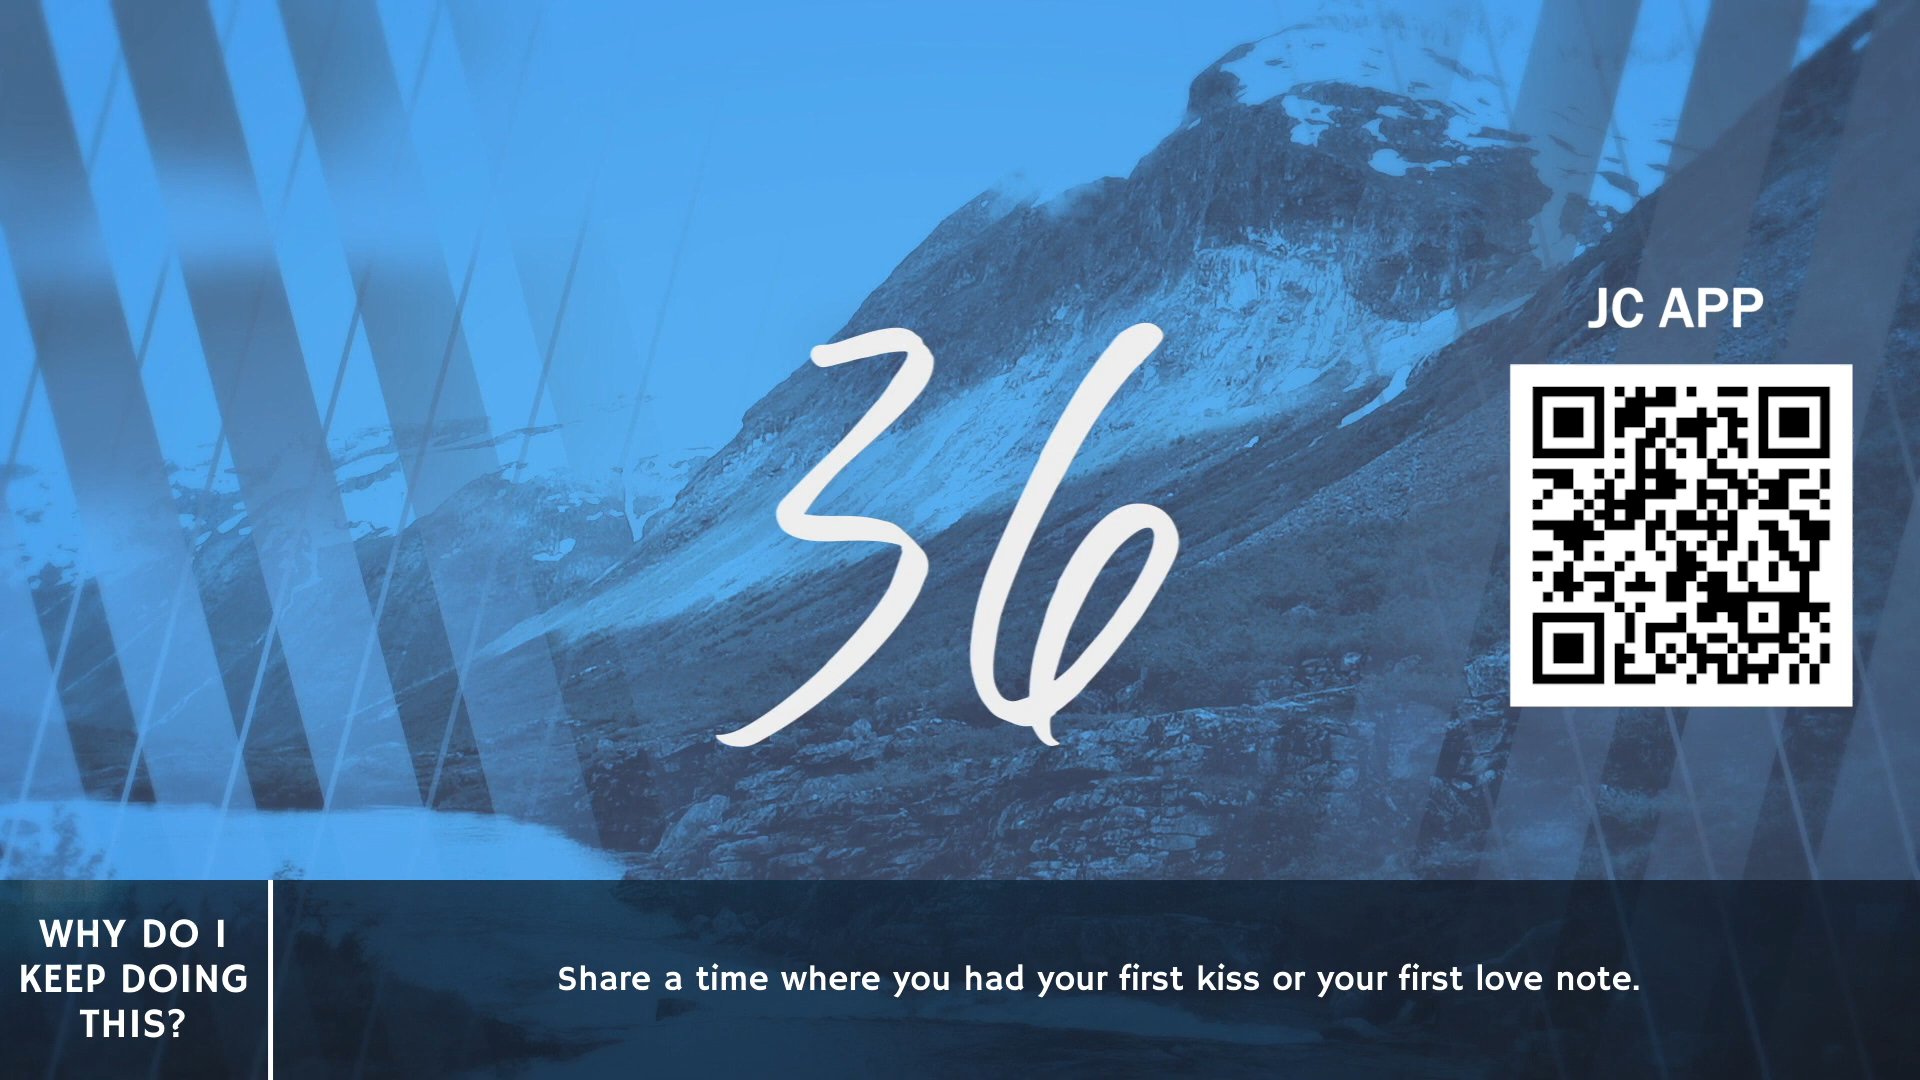 36
JC APP
WHY DO I
KEEP DOING
THIS?
Share a time where you had your first kiss or your first love note.